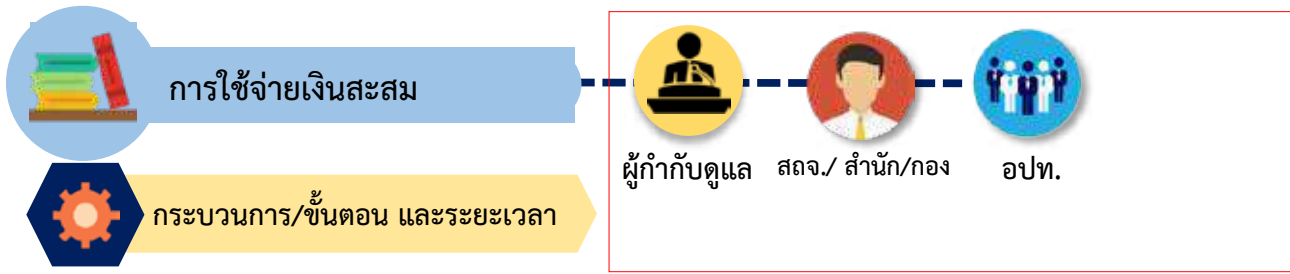 การใช้จ่ายเงินสะสม
ผู้กำกับดูแล
สถจ./ สำนัก/กอง
อปท.
กระบวนการ/ขั้นตอน และระยะเวลา